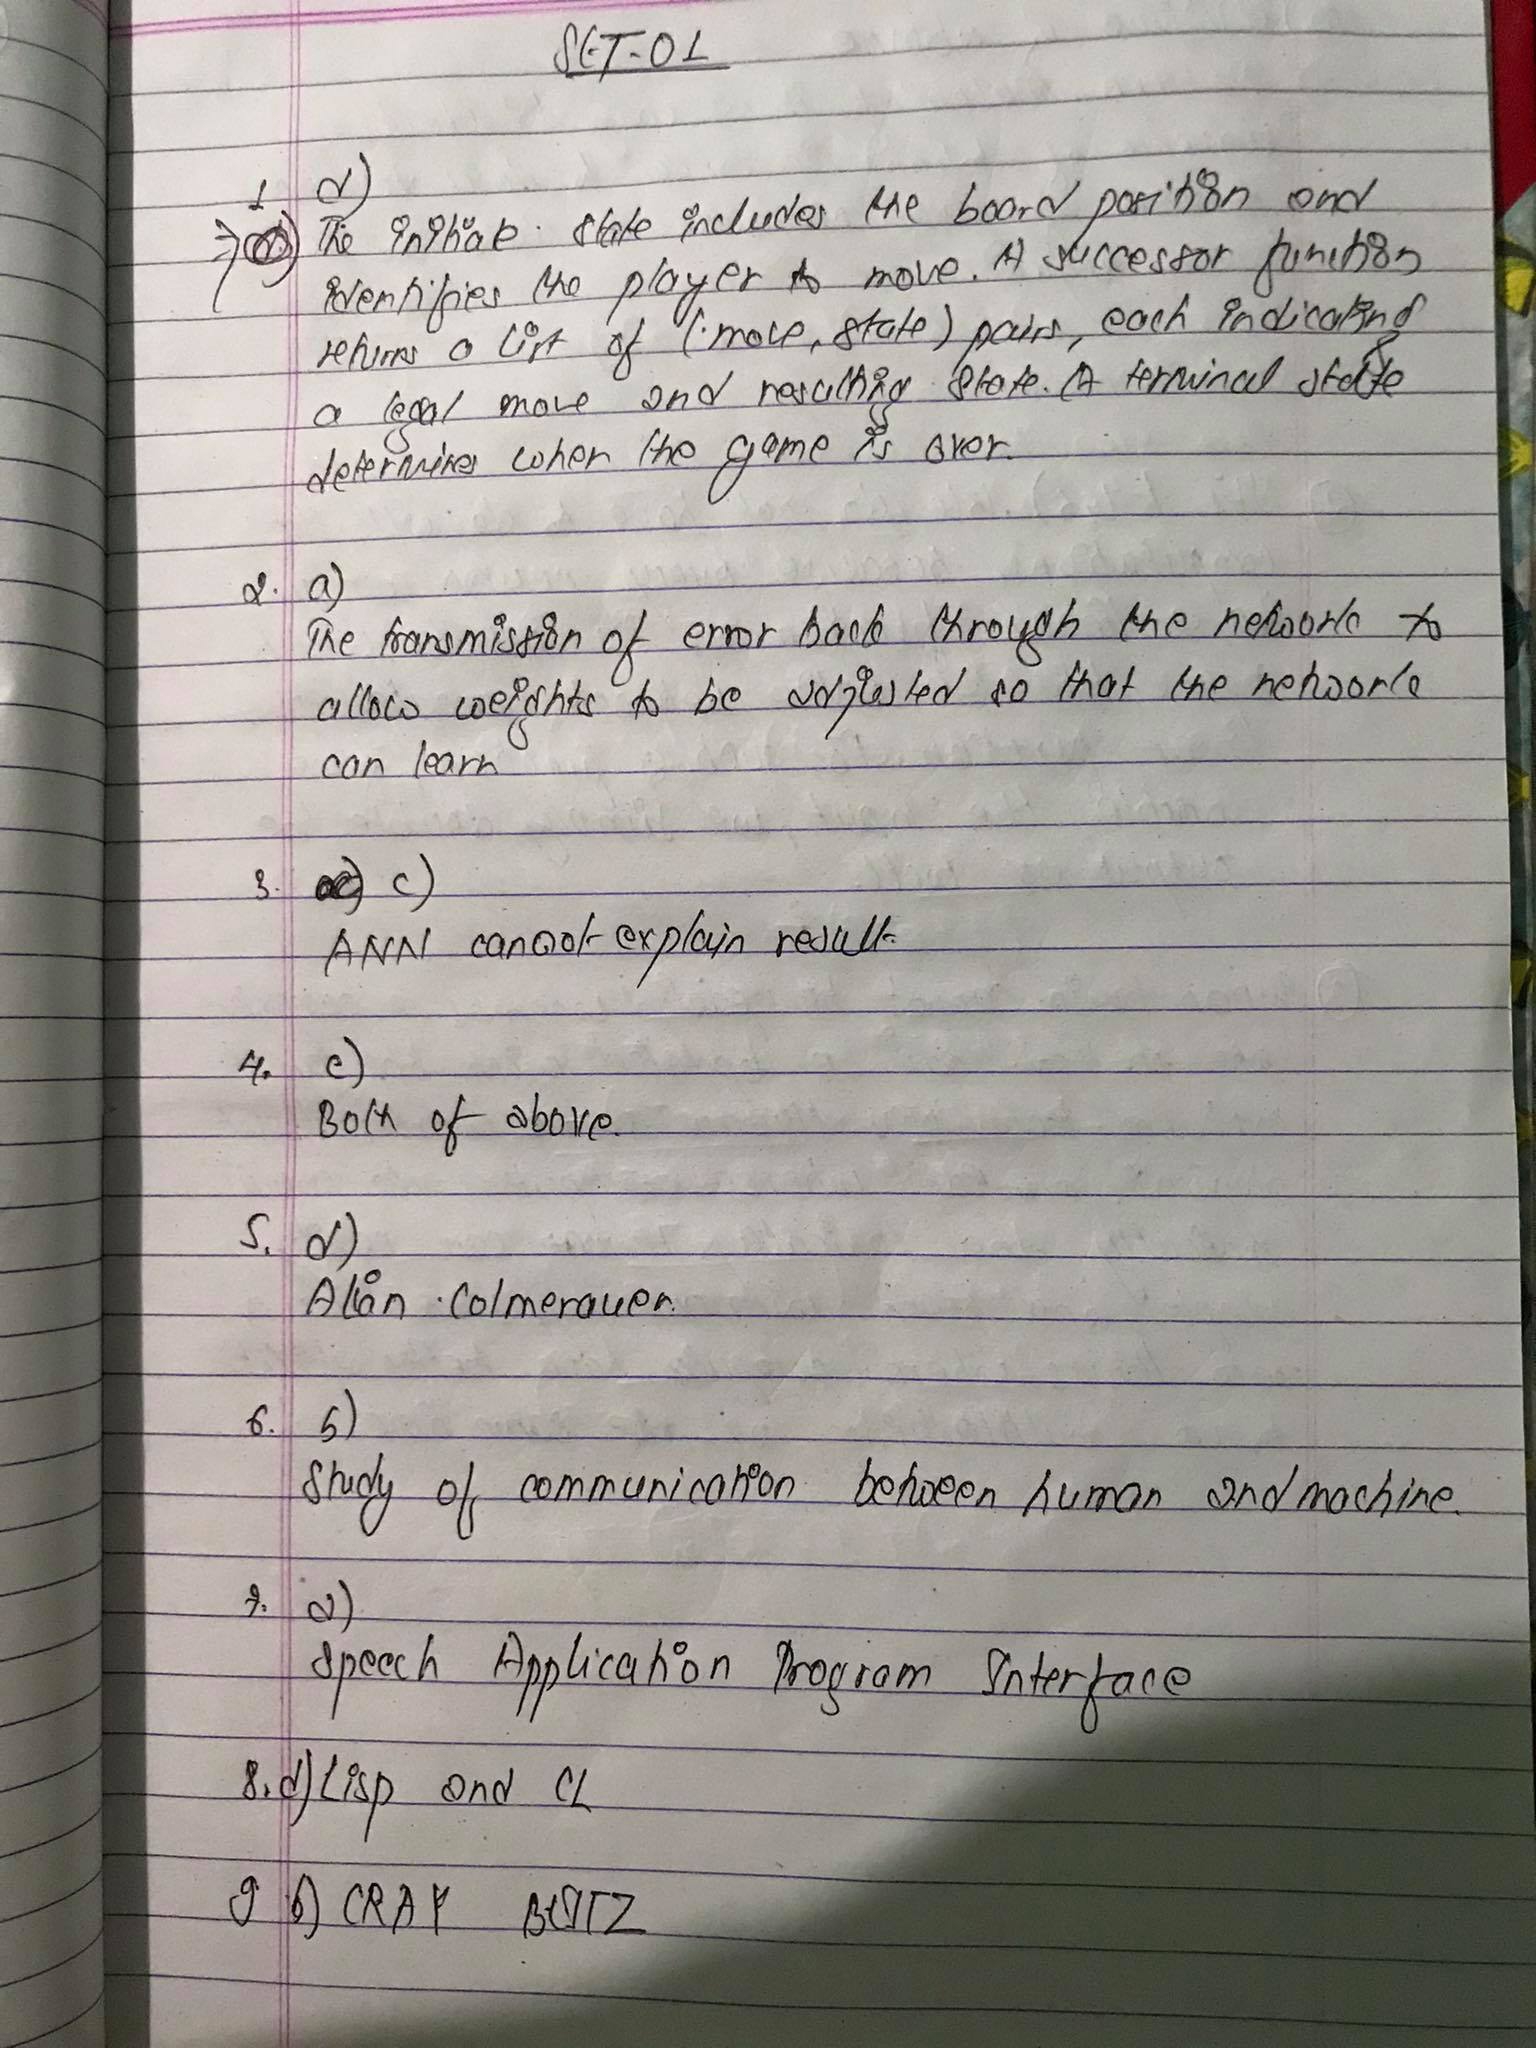 SET-01
1 d)
The initial state includes the board position and
identifies the player to move. A successor function
returns a list of (move, state) pairs, each indicating
a legal move and resulting state. A terminal state
determines when the game is over.
2. a)
The transmission of error back through the network to
allow weights to be adjusted so that the network
can learn
3. c)
ANN cannot explain result.
4. c)
Both of above.
5. d)
Alian Colmerauer.
6. b)
Study of communication between human and machine.
7. a)
Speech Application Program Interface
8. d) Lisp and CL
9 b) CRAY BLITZ